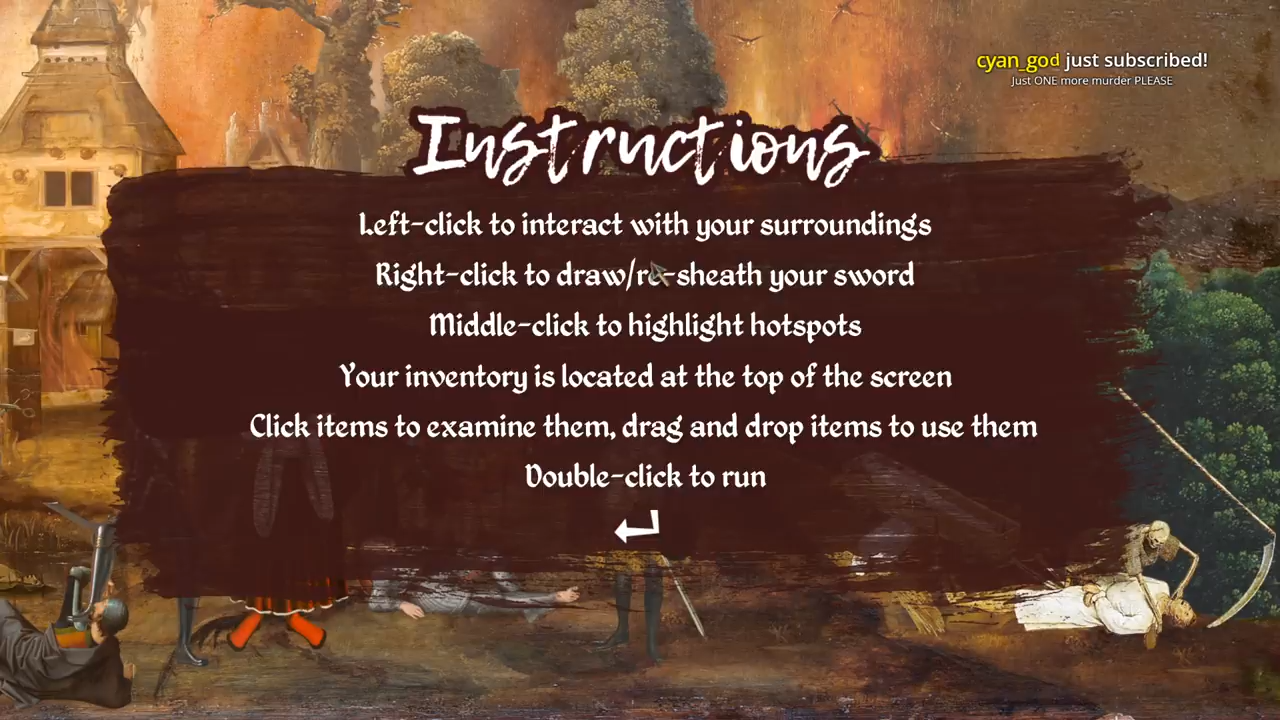 cyan_god just subscribed!
Just ONE more murder PLEASE
Instructions
Left-click to interact with your surroundings
Right-click to draw/re-sheath your sword
Middle-click to highlight hotspots
Your inventory is located at the top of the screen
Click items to examine them, drag and drop items to use them
Double-click to run